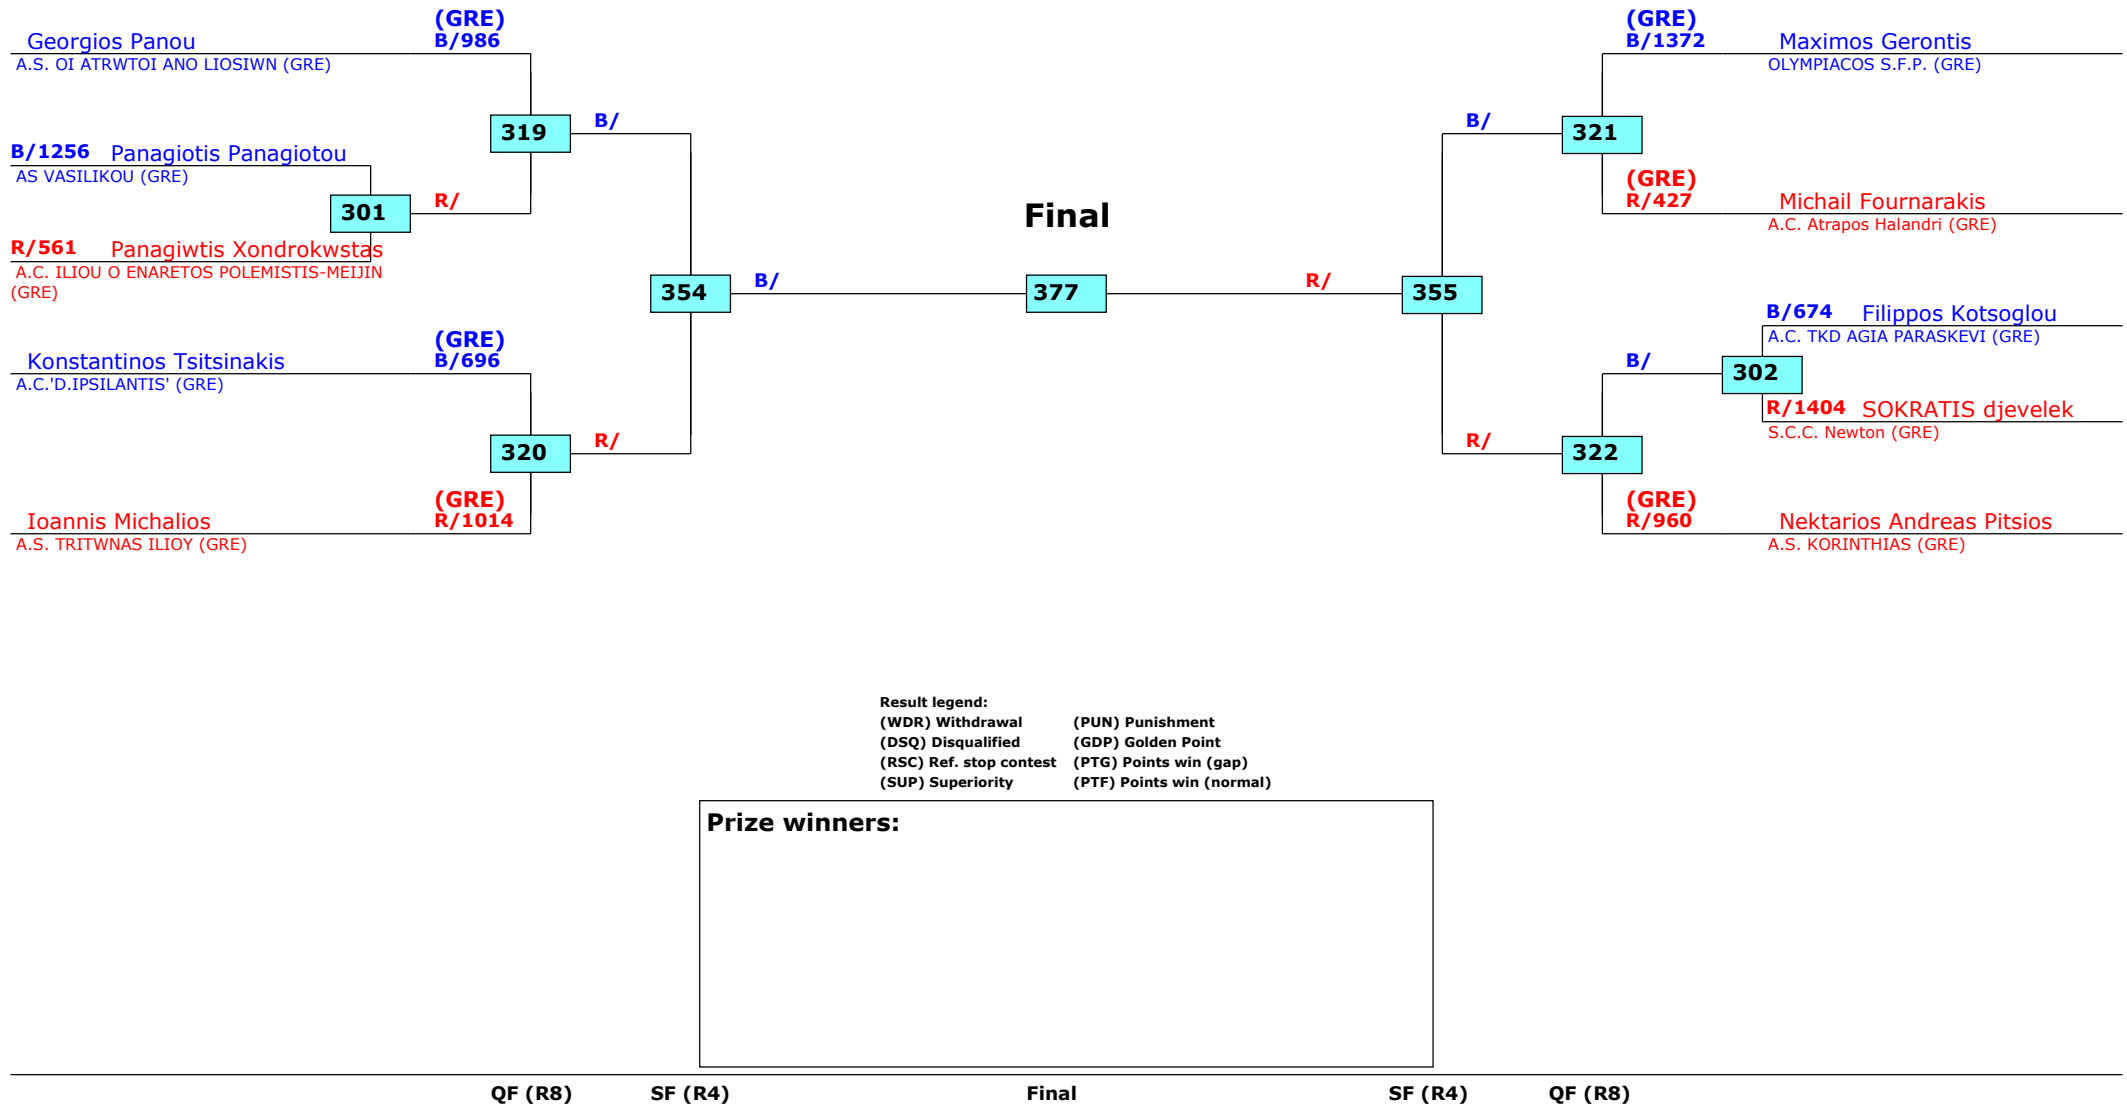 (GRE)
Georgios Panou B/986
A.S. OI ATRWTOI ANO LIOSIWN (GRE)
319 B/
B/1256 Panagiotis Panagiotou
AS VASILIKOU (GRE)
301 R/
R/561 Panagiwtis Xondrokwstas
A.C. ILIOU O ENARETOS POLEMISTIS-MEIJIN
(GRE)
354 B/
(GRE)
Konstantinos Tsitsinakis B/696
A.C.'D.IPSILANTIS' (GRE)
320 R/
(GRE)
Ioannis Michalios R/1014
A.S. TRITWNAS ILIOY (GRE)
Final
377
(GRE)
B/1372 Maximos Gerontis
OLYMPIACOS S.F.P. (GRE)
B/ 321
(GRE)
R/427 Michail Fournarakis
A.C. Atrapos Halandri (GRE)
R/ 355
B/674 Filippos Kotsoglou
A.C. TKD AGIA PARASKEVI (GRE)
B/ 302
R/1404 SOKRATIS djevelek
S.C.C. Newton (GRE)
R/ 322
(GRE)
R/960 Nektarios Andreas Pitsios
A.S. KORINTHIAS (GRE)
Result legend:
(WDR) Withdrawal (PUN) Punishment
(DSQ) Disqualified (GDP) Golden Point
(RSC) Ref. stop contest (PTG) Points win (gap)
(SUP) Superiority (PTF) Points win (normal)
Prize winners:
QF (R8) SF (R4) Final SF (R4) QF (R8)